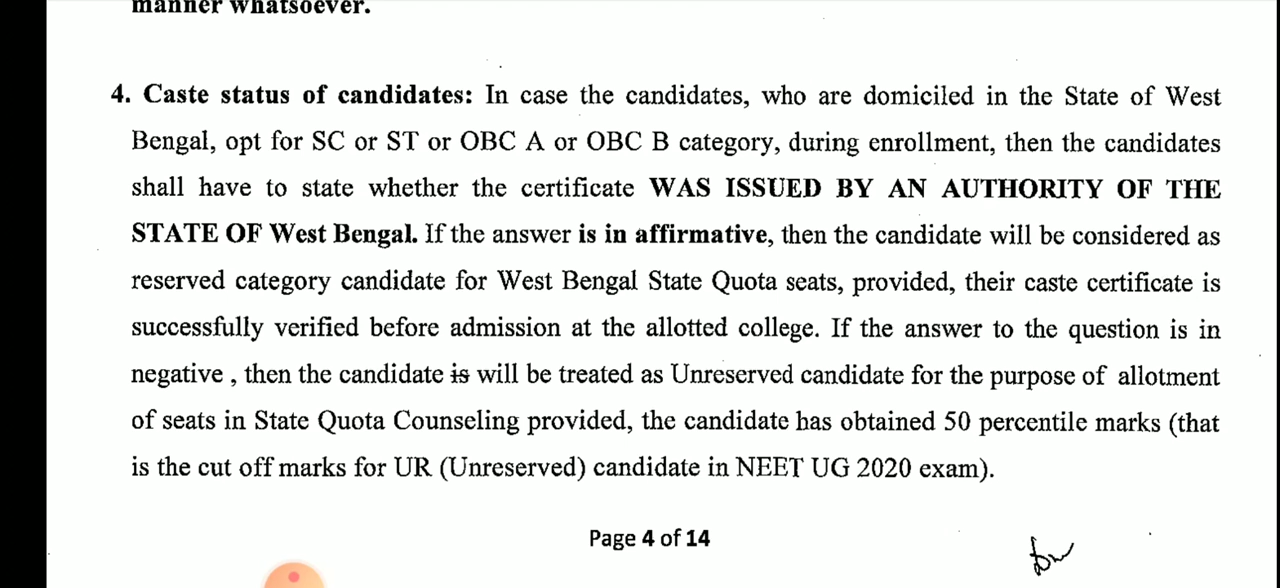 manner whatsoever.
4. Caste status of candidates: In case the candidates, who are domiciled in the State of West
Bengal, opt for SC or ST or OBC A or OBC B category, during enrollment, then the candidates
shall have to state whether the certificate WAS ISSUED BY AN AUTHORITY OF THE
STATE OF West Bengal. If the answer is in affirmative, then the candidate will be considered as
reserved category candidate for West Bengal State Quota seats, provided, their caste certificate is
successfully verified before admission at the allotted college. If the answer to the question is in
negative , then the candidate is will be treated as Unreserved candidate for the purpose of allotment
of seats in State Quota Counseling provided, the candidate has obtained 50 percentile marks (that
is the cut off marks for UR (Unreserved) candidate in NEET UG 2020 exam).
Page 4 of 14